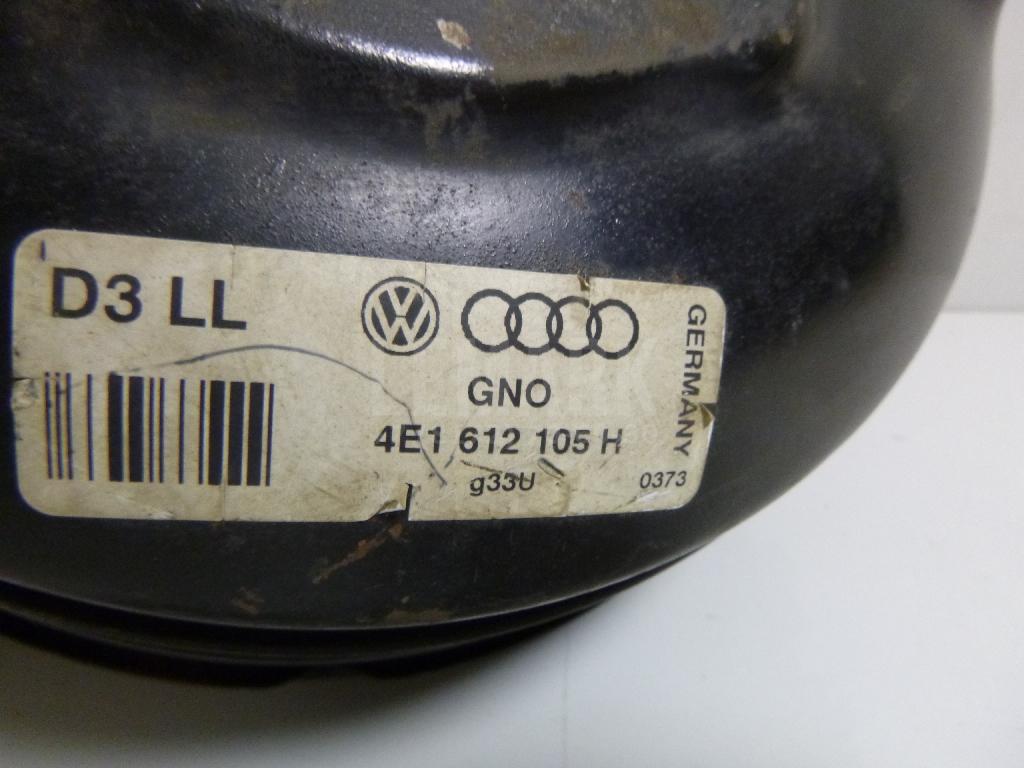 D3 LL
GNO
4E1 612 105 H
g33U
0373
GERMANY